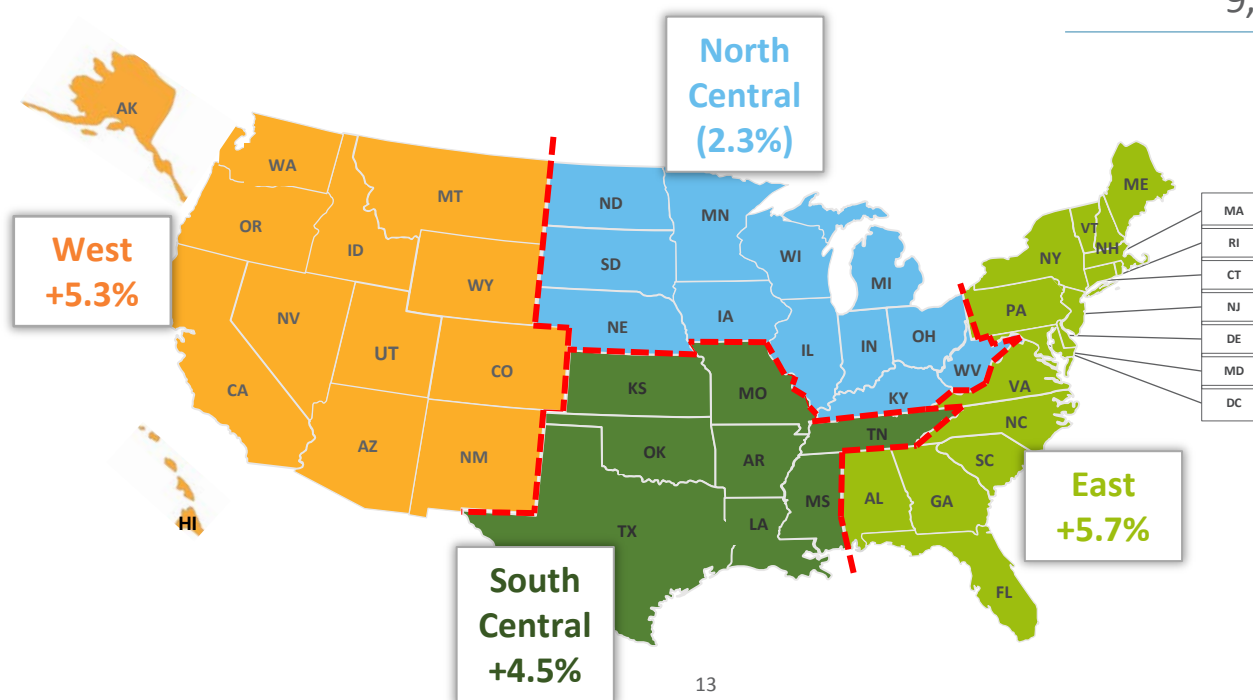 9,
North
Central
(2.3%)
AK
WA
MT
ND
MN
ME
OR
ID
SD
WI
MI
VT
NH
NY
MA
RI
CT
NJ
DE
MD
DC
West
+5.3%
WY
NE
IA
PA
NV
UT
CO
IL
IN
OH
WV
VA
CA
KS
MO
KY
NC
AZ
NM
OK
AR
TN
SC
HI
TX
LA
MS
AL
GA
FL
East
+5.7%
South
Central
+4.5%
13